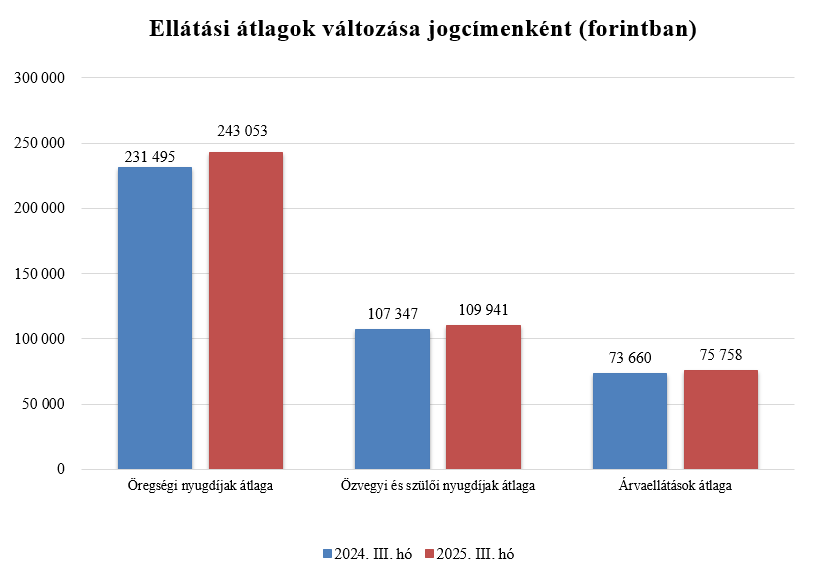 Ellátási átlagok változása jogcímenként (forintban)
300 000
250 000
200 000
150 000
100 000
50 000
0
231 495
243 053
107 347
109 941
73 660
75 758
Öregségi nyugdíjak átlaga
Özvegyi és szülői nyugdíjak átlaga
Árvaellátások átlaga
2024. III. hó
2025. III. hó